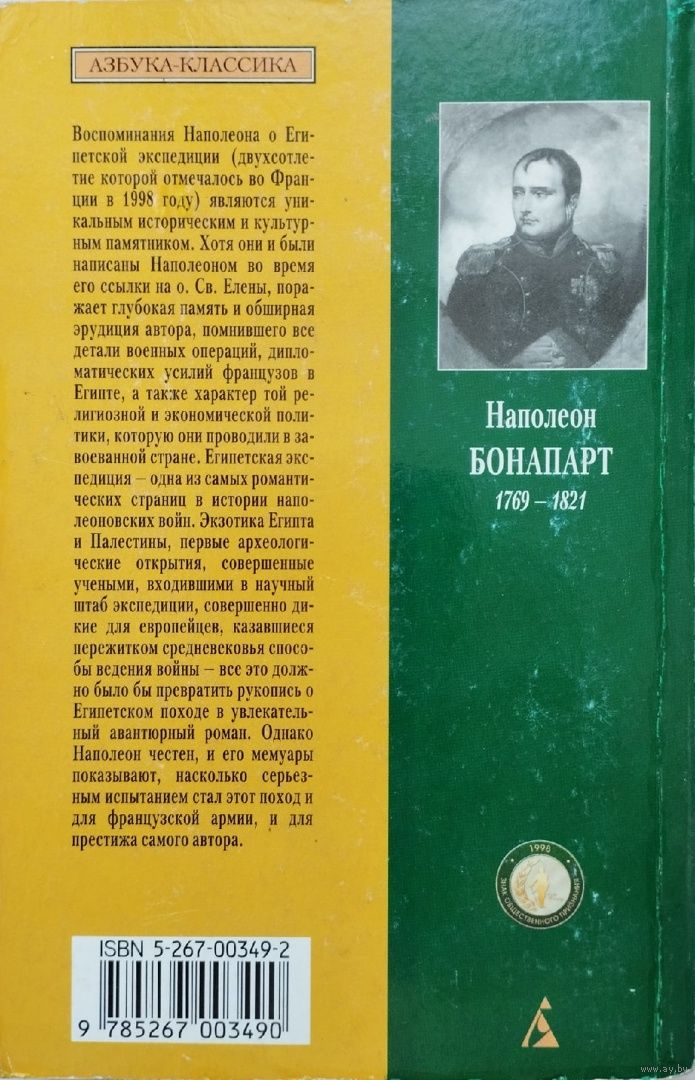 АЗБУКА-КЛАССИКА
Воспоминания Наполеона о Еги-
петской экспедиции (двухсотле-
тие которой отмечалось во Фран-
ции в 1998 году) являются уни-
кальным историческим и культур-
ным памятником. Хотя они и были
написаны Наполеоном во время
его ссылки на о. Св. Елены, пора-
жает глубокая память и обширная
эрудиция автора, помнившего все
детали военных операций, дипло-
матических усилий французов в
Египте, а также характер той ре-
лигиозной и экономической поли-
тики, которую они проводили в за-
воеванной стране. Египетская экс-
педиция – одна из самых романти-
ческих страниц в истории напо-
леоновских войн. Экзотика Египта
и Палестины, первые археологи-
ческие открытия, совершенные
учеными, входившими в научный
штаб экспедиции, совершенно ди-
кие для европейцев, казавшиеся
пережитком средневековья спосо-
бы ведения войны – все это долж-
но было бы превратить рукопись о
Египетском походе в увлекатель-
ный авантюрный роман. Однако
Наполеон честен, и его мемуары
показывают, насколько серьез-
ным испытанием стал этот поход и
для французской армии, и для
престижа самого автора.
ISBN 5-267-00349-2
9 785267 003490
Наполеон
БОНАПАРТ
1769 – 1821
1998
ЗНАК ОБЩЕСТВЕННОГО ПРИЗНАНИЯ
www.ay.by